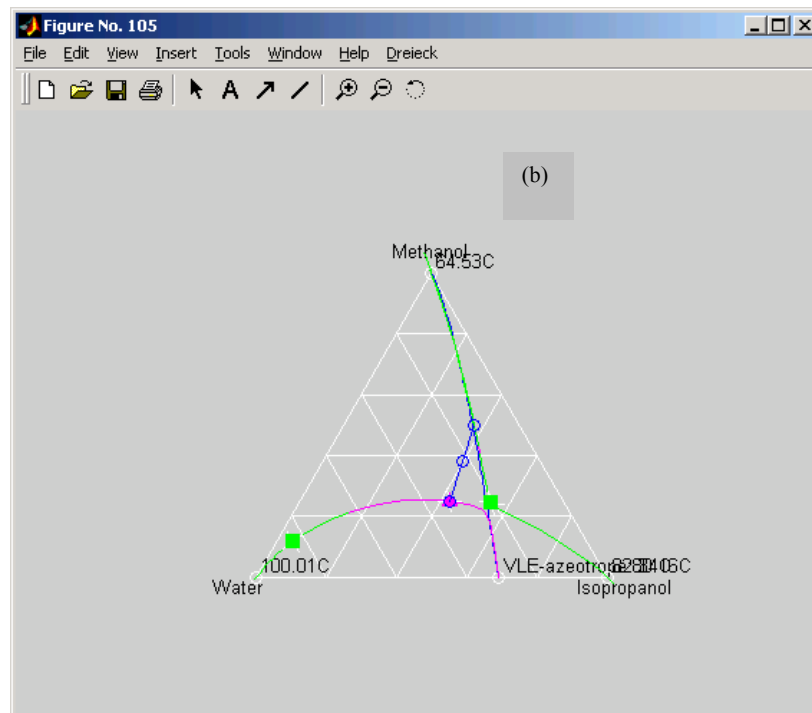 Figure No. 105
File Edit View Insert Tools Window Help Dreieck
A
(b)
Methanol
64.53C
100.01C
VLE-azeotrope
Water
Isopropanol